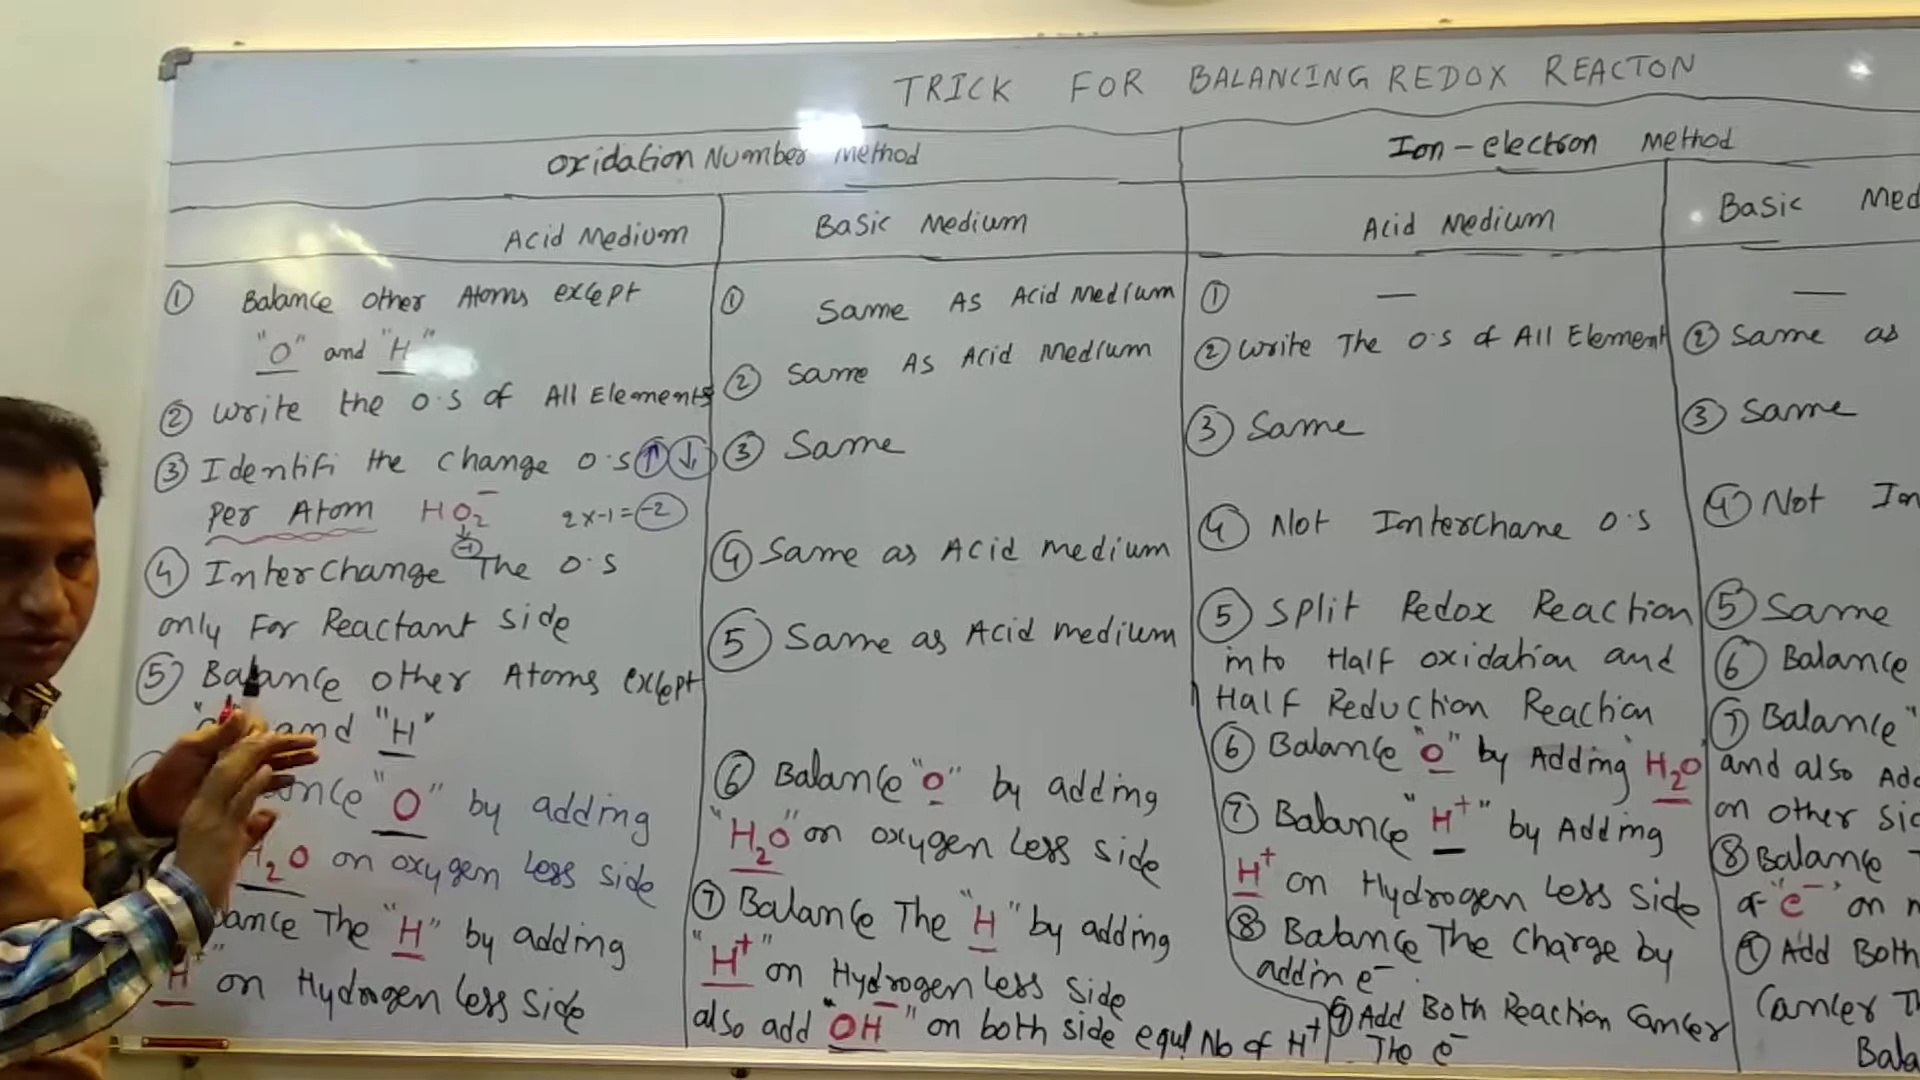 TRICK FOR BALANCING REDOX REACTON
Oxidation Number Method
Ion-electron Method
Acid Medium
Basic Medium
Acid Medium
Basic Med
① Balance other Atoms except
"O" and "H"
② Write the O.S of All Elements
③ Identifi the change O.S ↑ ↓
Per Atom HO₂⁻ 2x-1=-2
-1
④ Interchange The O.S
only For Reactant side
⑤ Balance other Atoms except
and "H"
"O" by adding
H₂O on oxygen Less side
The "H" by adding
"H⁺" on Hydrogen Less side
① Same As Acid Medium
② Same As Acid Medium
③ Same
④ Same as Acid medium
⑤ Same as Acid medium
⑥ Balance "O" by adding
"H₂O" on oxygen Less side
⑦ Balance The "H" by adding
"H⁺" on Hydrogen Less side
also add "OH⁻" on both side equl No of H⁺
① —
② Write The O.S of All Element
③ Same
④ Not Interchane O.S
⑤ Split Redox Reaction
into Half oxidation and
Half Reduction Reaction
⑥ Balance "O" by Adding H₂O
⑦ Balance "H⁺" by Adding
H⁺ on Hydrogen Less side
⑧ Balance The charge by
addin e⁻
⑨ Add Both Reaction Cancer
The e⁻
—
② Same as
③ Same
④ Not In
⑤ Same
⑥ Balance
⑦ Balance "
and also Ad
on other Si
⑧ Balance T
of "e⁻" on
⑨ Add Both
Cancer Th
Bala